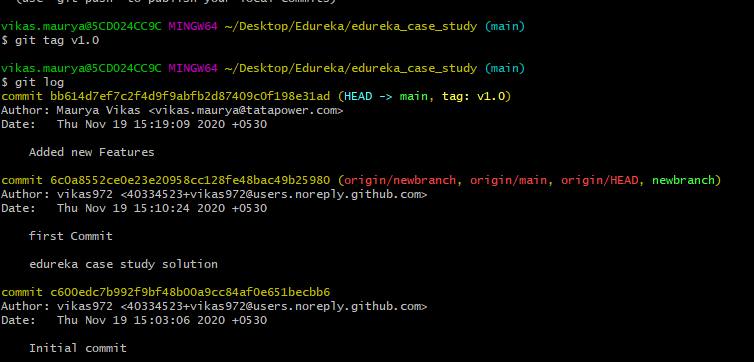 (use "git push" to publish your local commits)
vikas.maurya@5CD024CC9C MINGW64 ~/Desktop/Edureka/edureka_case_study (main)
$ git tag v1.0
vikas.maurya@5CD024CC9C MINGW64 ~/Desktop/Edureka/edureka_case_study (main)
$ git log
commit bb614d7ef7c2f4d9f9abfb2d87409c0f198e31ad (HEAD -> main, tag: v1.0)
Author: Maurya Vikas <vikas.maurya@tatapower.com>
Date:   Thu Nov 19 15:19:09 2020 +0530
Added new Features
commit 6c0a8552ce0e23e20958cc128fe48bac49b25980 (origin/newbranch, origin/main, origin/HEAD, newbranch)
Author: vikas972 <40334523+vikas972@users.noreply.github.com>
Date:   Thu Nov 19 15:10:24 2020 +0530
first Commit
edureka case study solution
commit c600edc7b992f9bf48b00a9cc84af0e651becbb6
Author: vikas972 <40334523+vikas972@users.noreply.github.com>
Date:   Thu Nov 19 15:03:06 2020 +0530
Initial commit